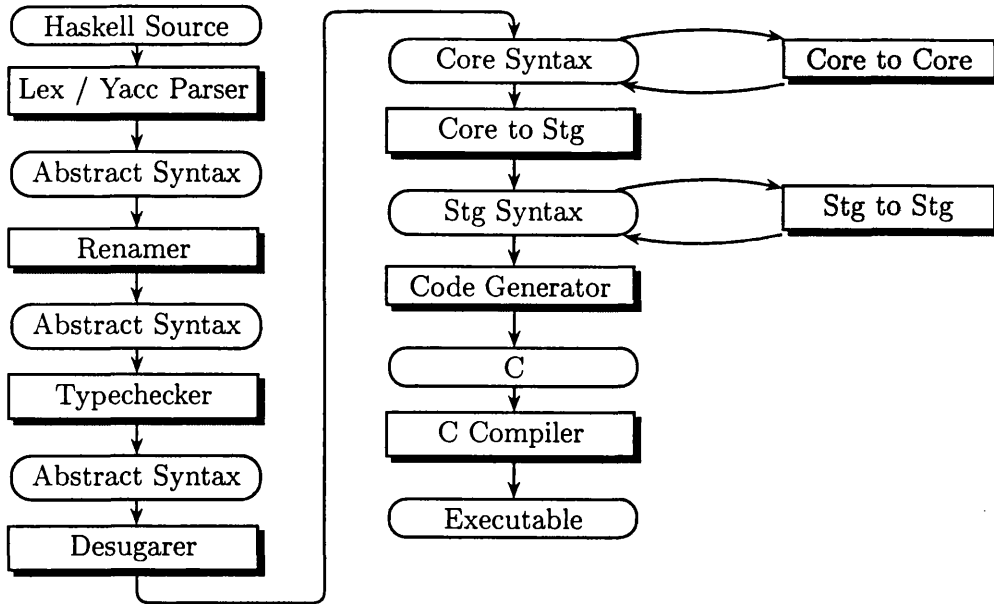 Haskell Source
Lex / Yacc Parser
Abstract Syntax
Renamer
Abstract Syntax
Typechecker
Abstract Syntax
Desugarer
Core Syntax
Core to Core
Core to Stg
Stg Syntax
Stg to Stg
Code Generator
C
C Compiler
Executable